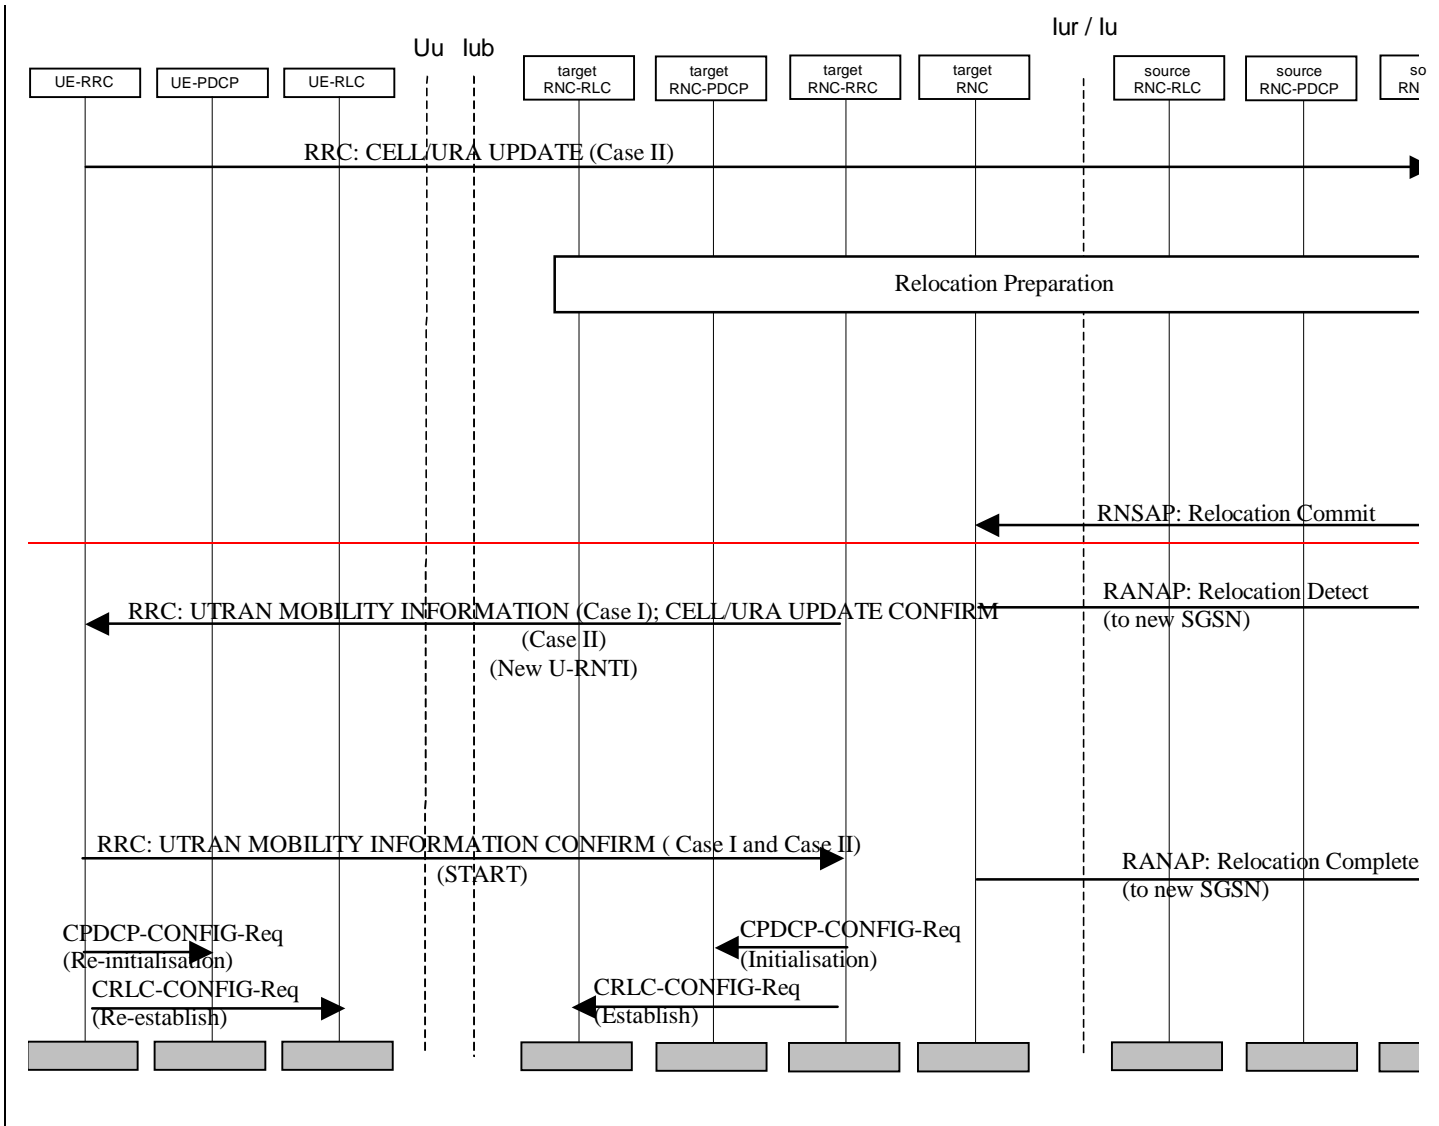 Iur / Iu
Uu Iub
UE-RRC
UE-PDCP
UE-RLC
target
RNC-RLC
target
RNC-PDCP
target
RNC-RRC
target
RNC
source
RNC-RLC
source
RNC-PDCP
so
RN
RRC: CELL/URA UPDATE (Case II)
Relocation Preparation
RNSAP: Relocation Commit
RANAP: Relocation Detect
(to new SGSN)
RRC: UTRAN MOBILITY INFORMATION (Case I); CELL/URA UPDATE CONFIRM
(Case II)
(New U-RNTI)
RRC: UTRAN MOBILITY INFORMATION CONFIRM ( Case I and Case II)
(START)
RANAP: Relocation Complete
(to new SGSN)
CPDCP-CONFIG-Req
(Re-initialisation)
CPDCP-CONFIG-Req
(Initialisation)
CRLC-CONFIG-Req
(Re-establish)
CRLC-CONFIG-Req
(Establish)